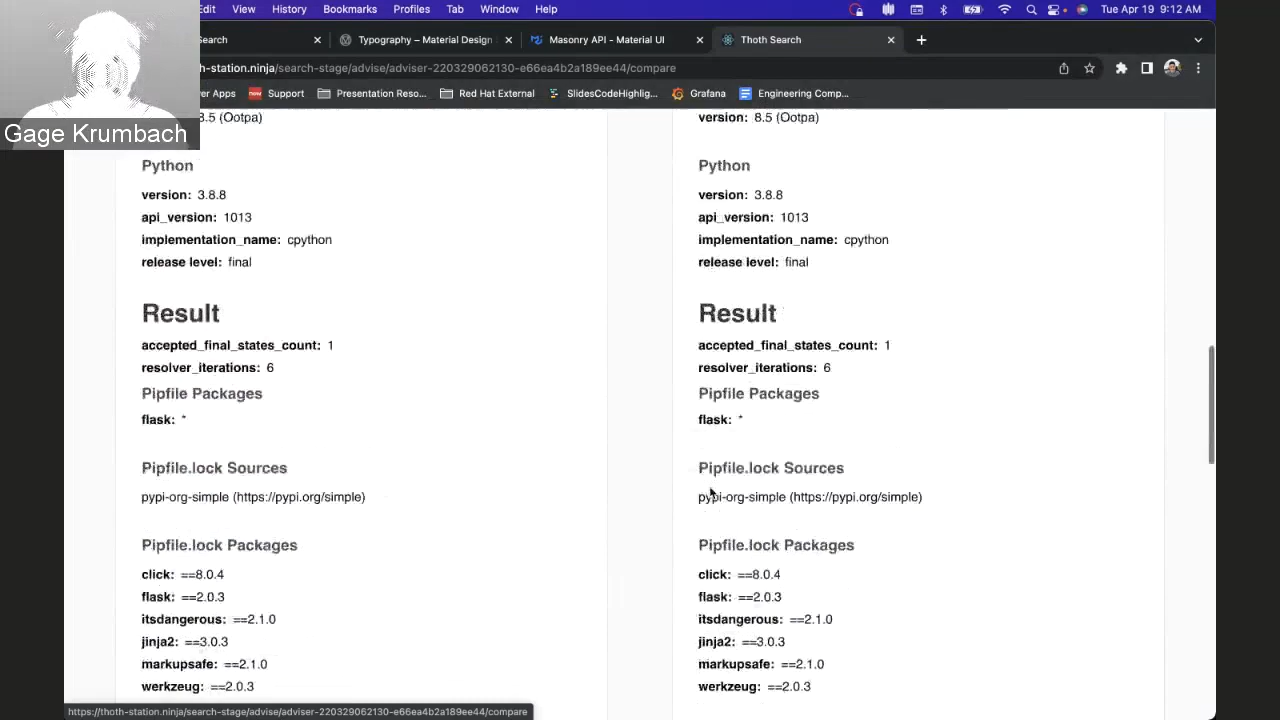 Edit View History Bookmarks Profiles Tab Window Help Tue Apr 19 9:12 AM
Search Typography – Material Design Masonry API - Material UI Thoth Search
th-station.ninja/search-stage/advise/adviser-220329062130-e66ea4b2a189ee44/compare
er Apps now Support Presentation Reso... Red Hat External SlidesCodeHighlig... Grafana Engineering Comp...
Gage Krumbach
8.5 (Ootpa)
version: 8.5 (Ootpa)
Python
version: 3.8.8
api_version: 1013
implementation_name: cpython
release level: final
Result
accepted_final_states_count: 1
resolver_iterations: 6
Pipfile Packages
flask: *
Pipfile.lock Sources
pypi-org-simple (https://pypi.org/simple)
Pipfile.lock Packages
click: ==8.0.4
flask: ==2.0.3
itsdangerous: ==2.1.0
jinja2: ==3.0.3
markupsafe: ==2.1.0
werkzeug: ==2.0.3
Python
version: 3.8.8
api_version: 1013
implementation_name: cpython
release level: final
Result
accepted_final_states_count: 1
resolver_iterations: 6
Pipfile Packages
flask: *
Pipfile.lock Sources
pypi-org-simple (https://pypi.org/simple)
Pipfile.lock Packages
click: ==8.0.4
flask: ==2.0.3
itsdangerous: ==2.1.0
jinja2: ==3.0.3
markupsafe: ==2.1.0
werkzeug: ==2.0.3
https://thoth-station.ninja/search-stage/advise/adviser-220329062130-e66ea4b2a189ee44/compare